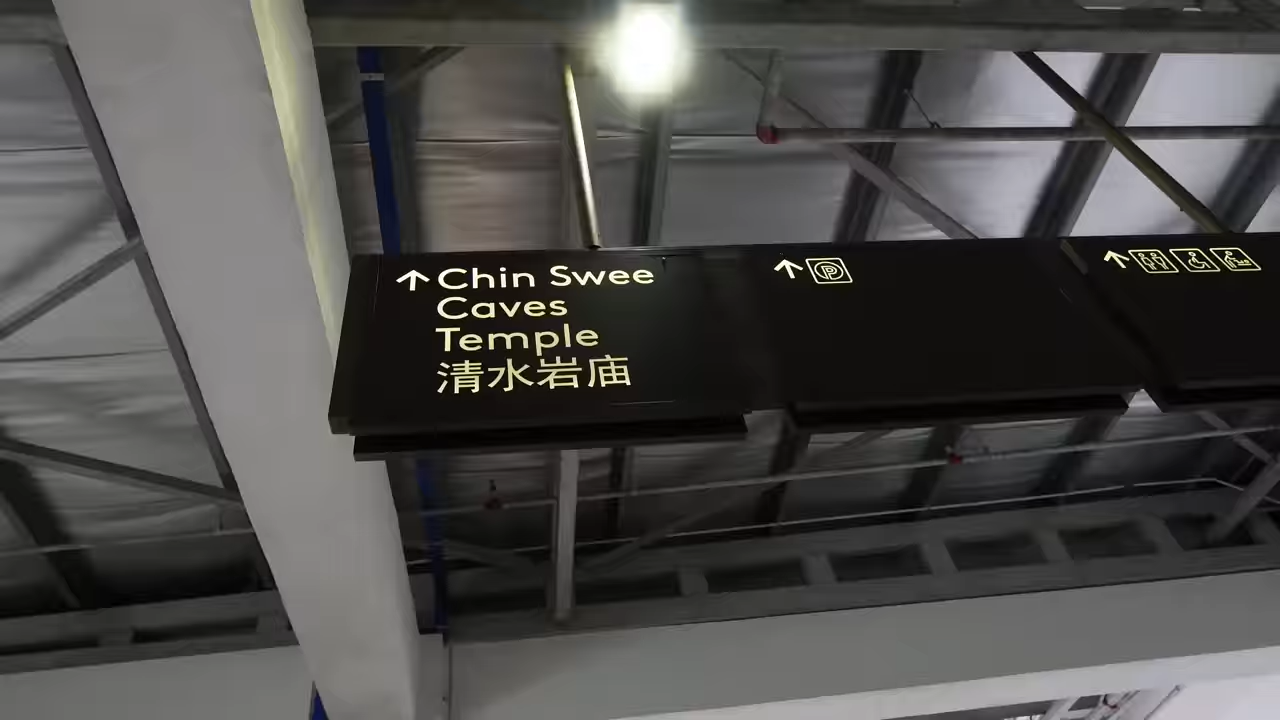 ↑ Chin Swee
Caves
Temple
清水岩庙
↑ P
↑